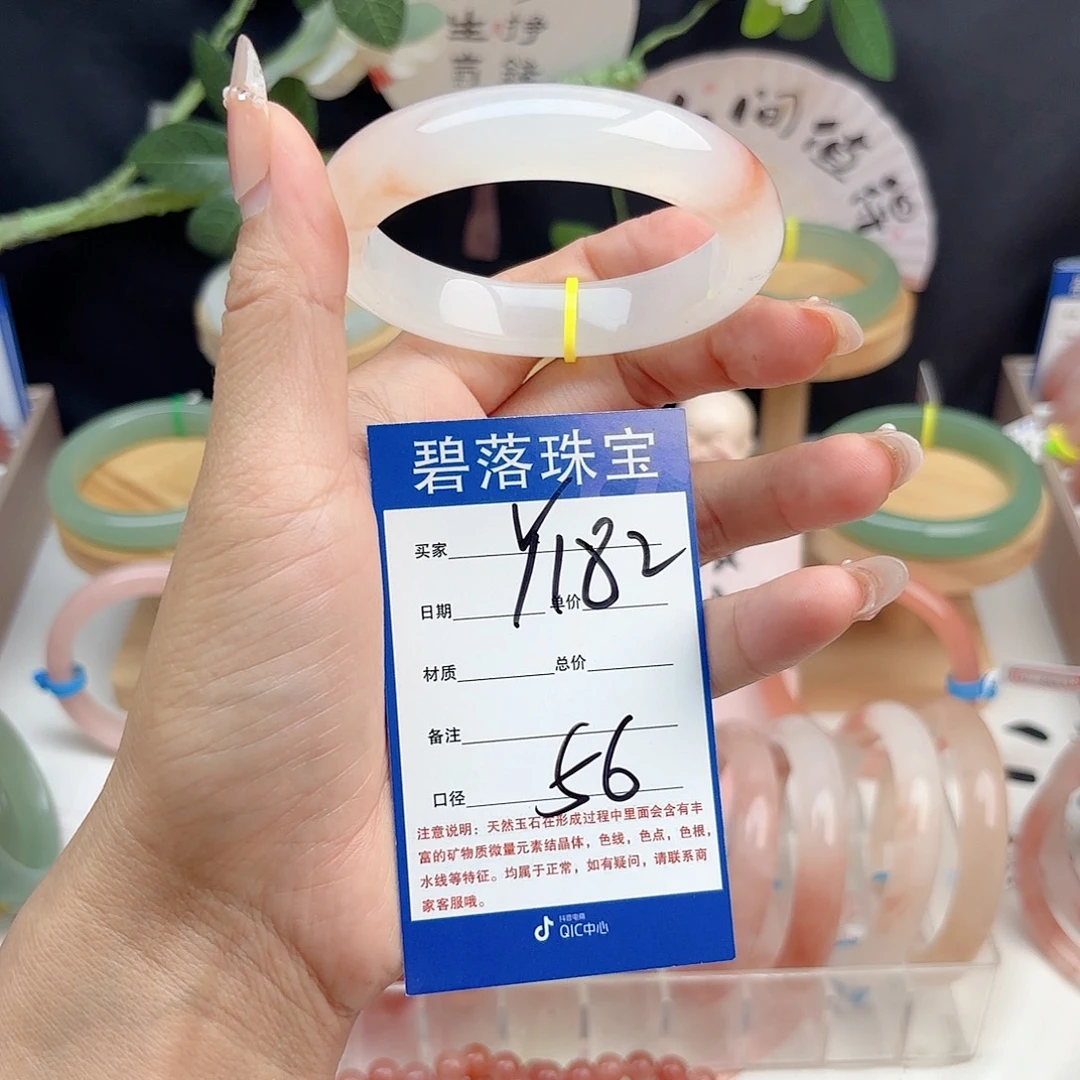 碧落珠宝
买家
¥182
日期 单价
材质 总价
备注
口径 56
注意说明：天然玉石在形成过程中里面会含有丰
富的矿物质微量元素结晶体，色线，色点，色根，
水线等特征。均属于正常，如有疑问，请联系商
家客服哦。
抖音电商
QIC中心